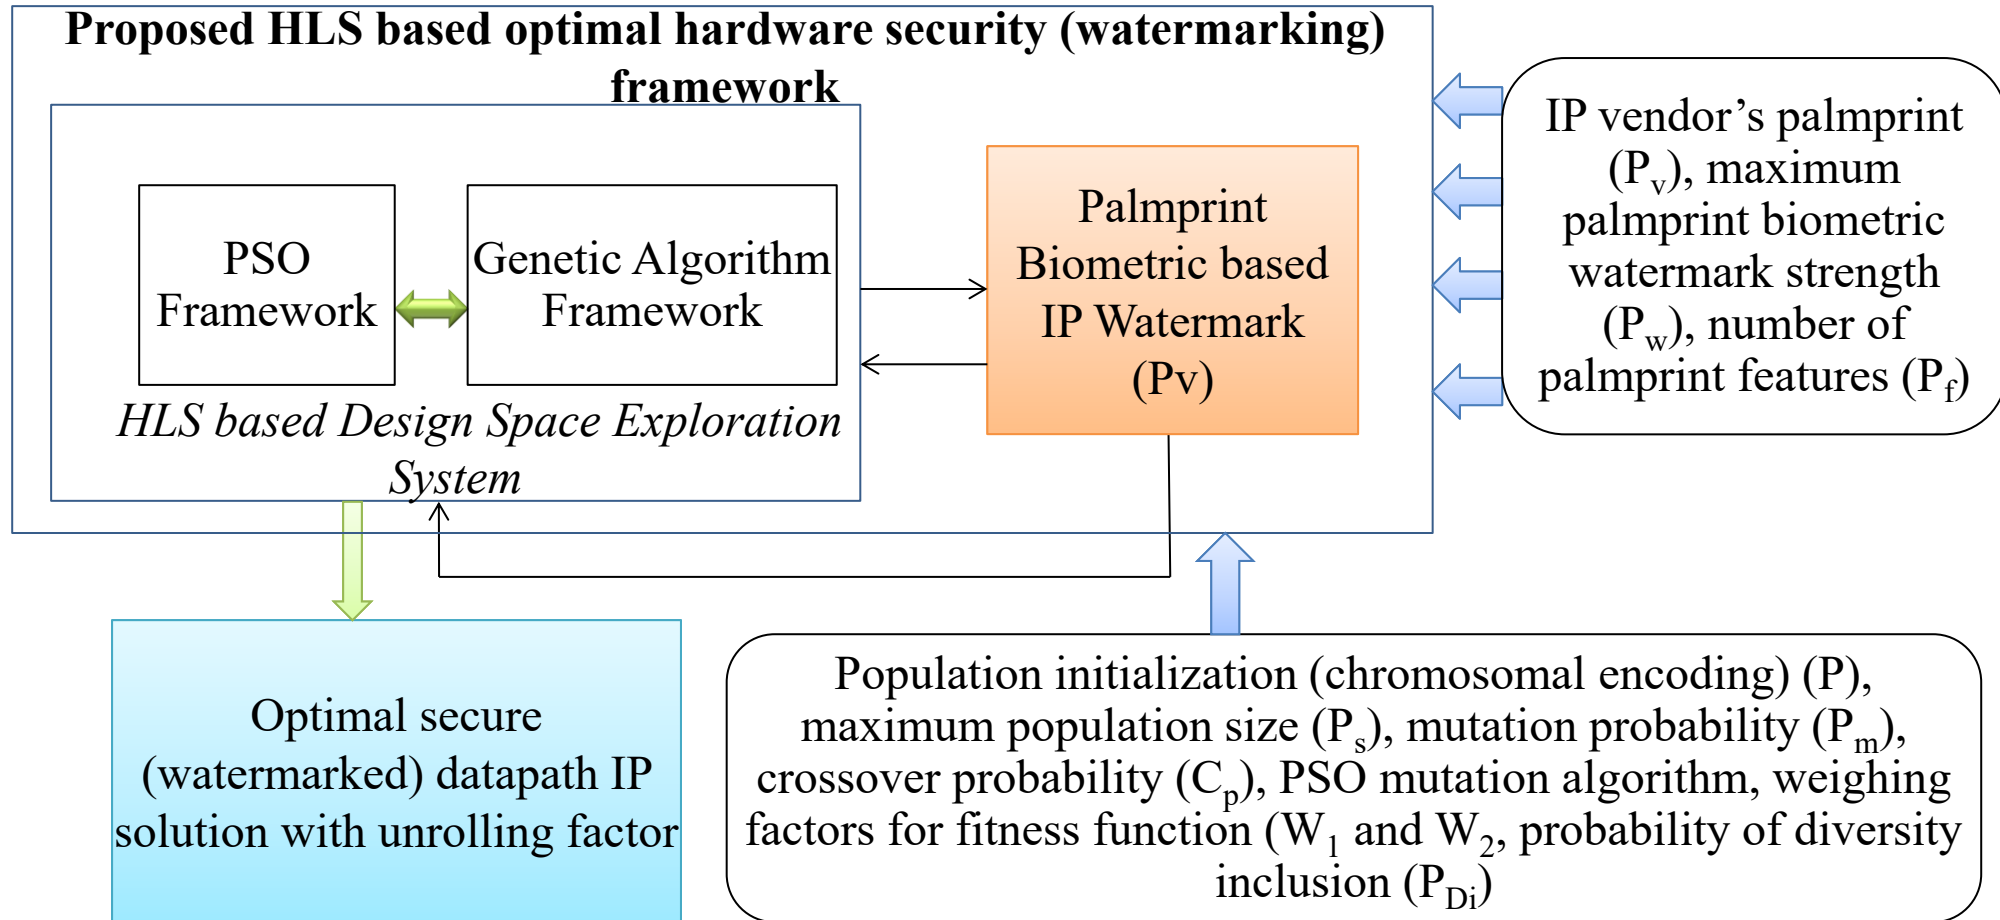 Proposed HLS based optimal hardware security (watermarking)
framework
PSO
Framework
Genetic Algorithm
Framework
HLS based Design Space Exploration
System
Palmprint
Biometric based
IP Watermark
(Pv)
IP vendor’s palmprint
(Pv), maximum
palmprint biometric
watermark strength
(Pw), number of
palmprint features (Pf)
Optimal secure
(watermarked) datapath IP
solution with unrolling factor
Population initialization (chromosomal encoding) (P),
maximum population size (Ps), mutation probability (Pm),
crossover probability (Cp), PSO mutation algorithm, weighing
factors for fitness function (W1 and W2, probability of diversity
inclusion (PDi)